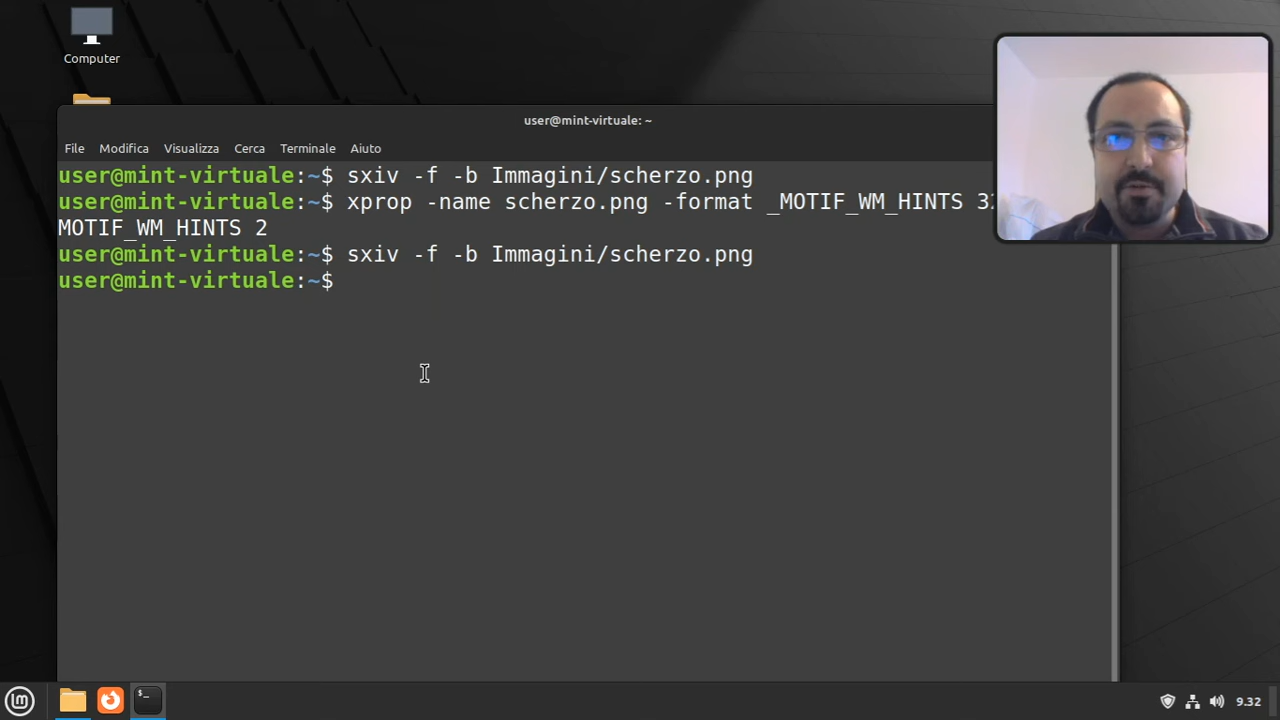 Computer
user@mint-virtuale: ~
File Modifica Visualizza Cerca Terminale Aiuto
user@mint-virtuale:~$ sxiv -f -b Immagini/scherzo.png
user@mint-virtuale:~$ xprop -name scherzo.png -format _MOTIF_WM_HINTS
MOTIF_WM_HINTS 2
user@mint-virtuale:~$ sxiv -f -b Immagini/scherzo.png
user@mint-virtuale:~$
9.32